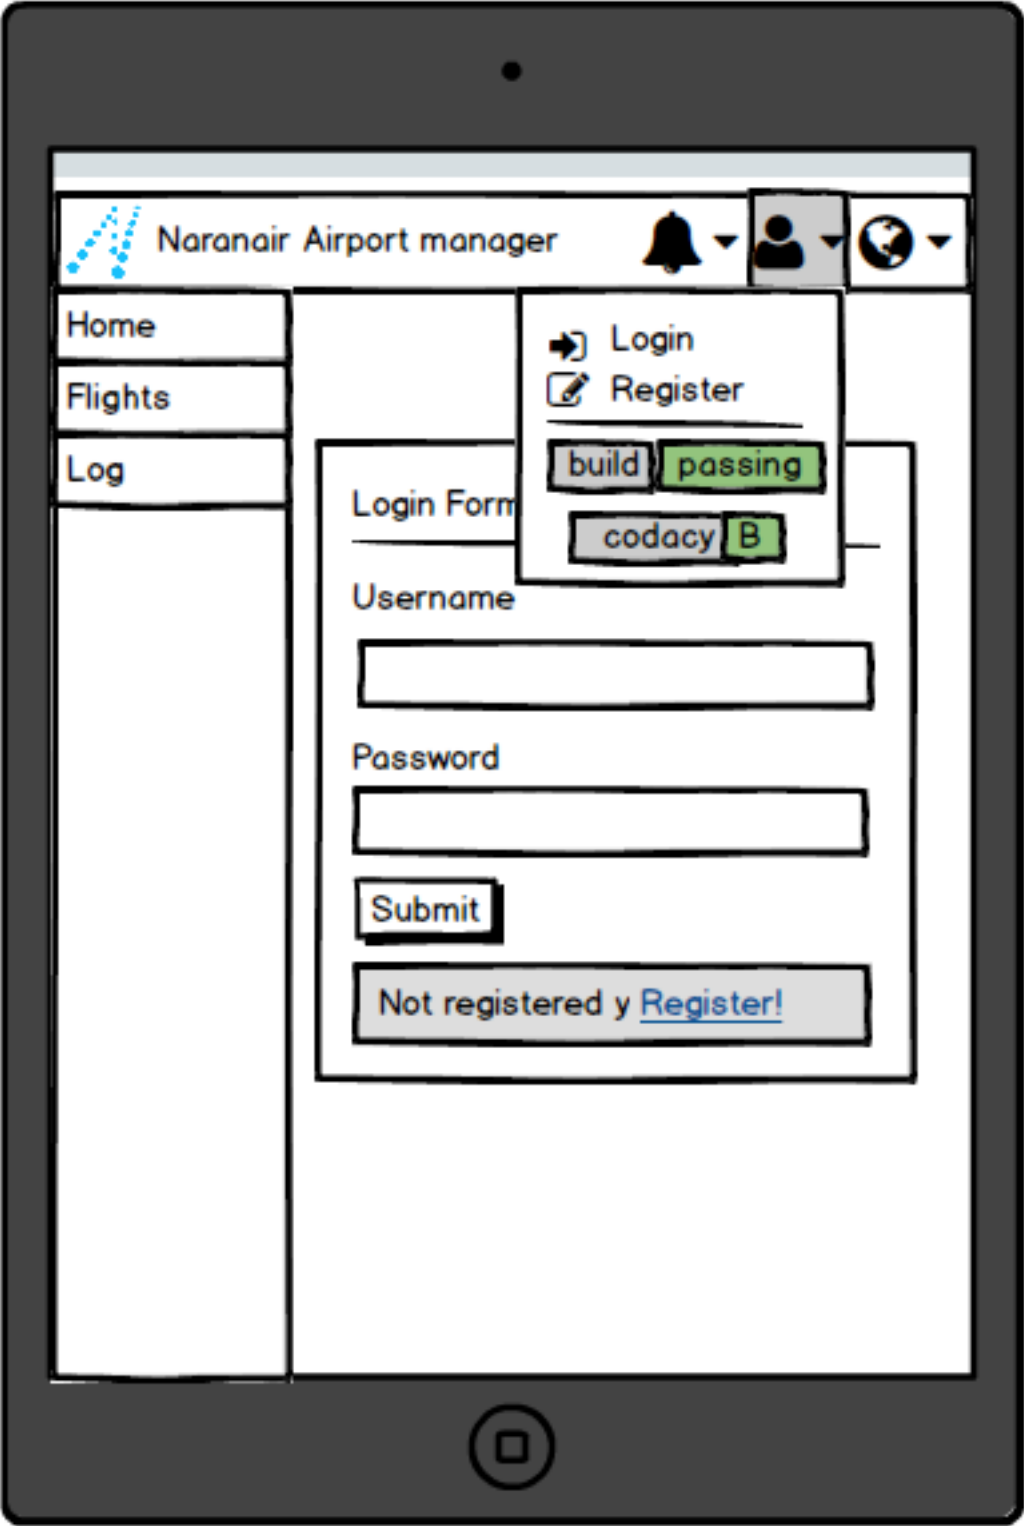 Naranair Airport manager
Home
Flights
Log
Login
Register
build passing
codacy B
Login Form
Username
Password
Submit
Not registered y Register!